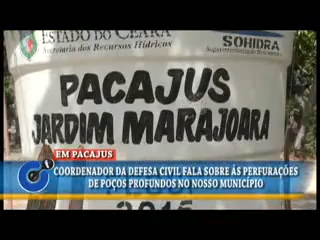 ESTADO DO CEARÁ
Secretaria dos Recursos Hídricos
SOHIDRA
PACAJUS
JARDIM MARAJOARA
EM PACAJUS
COORDENADOR DA DEFESA CIVIL FALA SOBRE ÁS PERFURAÇÕES
DE POÇOS PROFUNDOS NO NOSSO MUNICÍPIO
2015